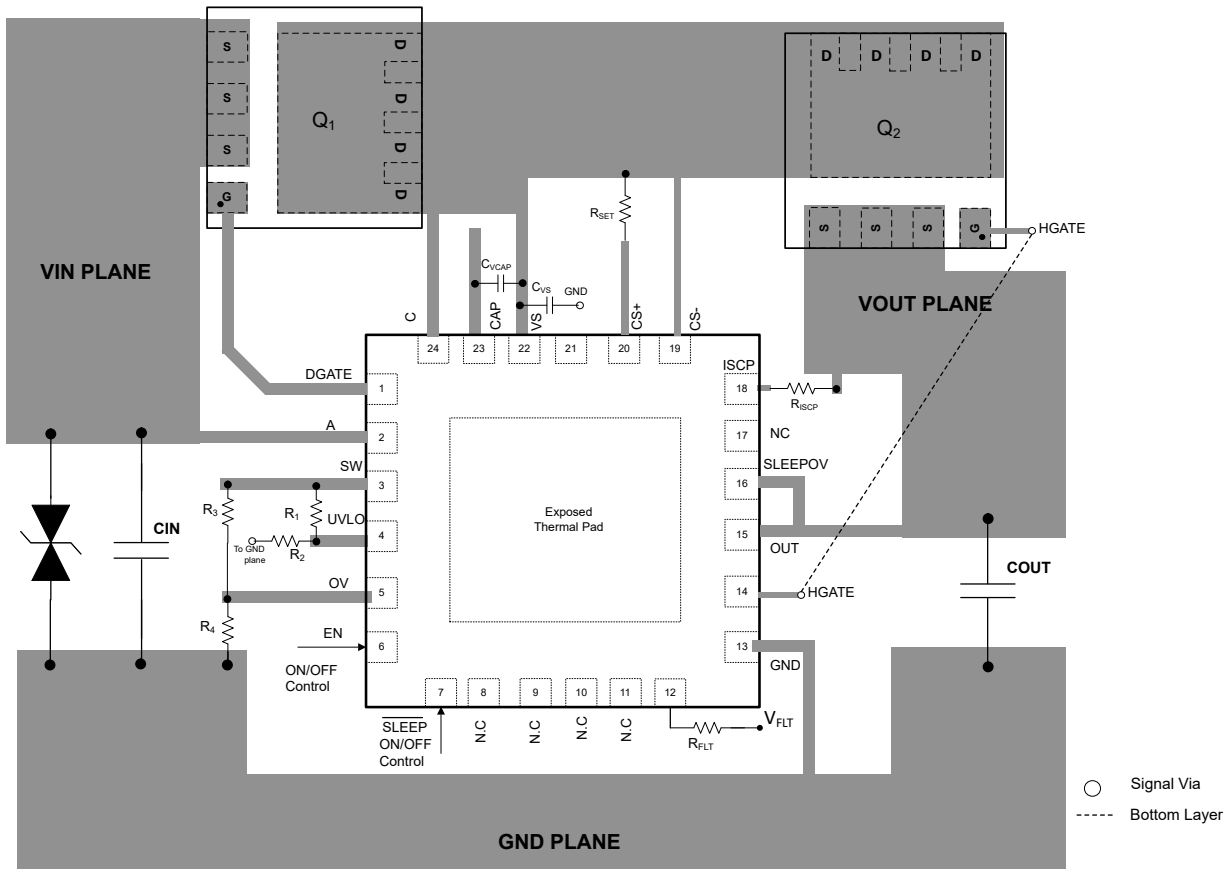 S
S
S
G
Q1
D
D
D
D
D D D D
Q2
S
S
S
G
HGATE
VIN PLANE
VOUT PLANE
RSET
CVCAP
CVS
GND
C
CAP
VS
CS+
CS-
24
23
22
21
20
19
DGATE
1
A
2
SW
3
R3
R1
UVLO
4
To GND
plane
R2
OV
5
R4
EN
6
ON/OFF
Control
CIN
Exposed
Thermal Pad
ISCP
18
RISCP
17
NC
SLEEPOV
16
15
OUT
14
HGATE
13
GND
COUT
7
8
9
10
11
12
SLEEP
ON/OFF
Control
N.C
N.C
N.C
N.C
RFLT
VFLT
GND PLANE
Signal Via
Bottom Layer